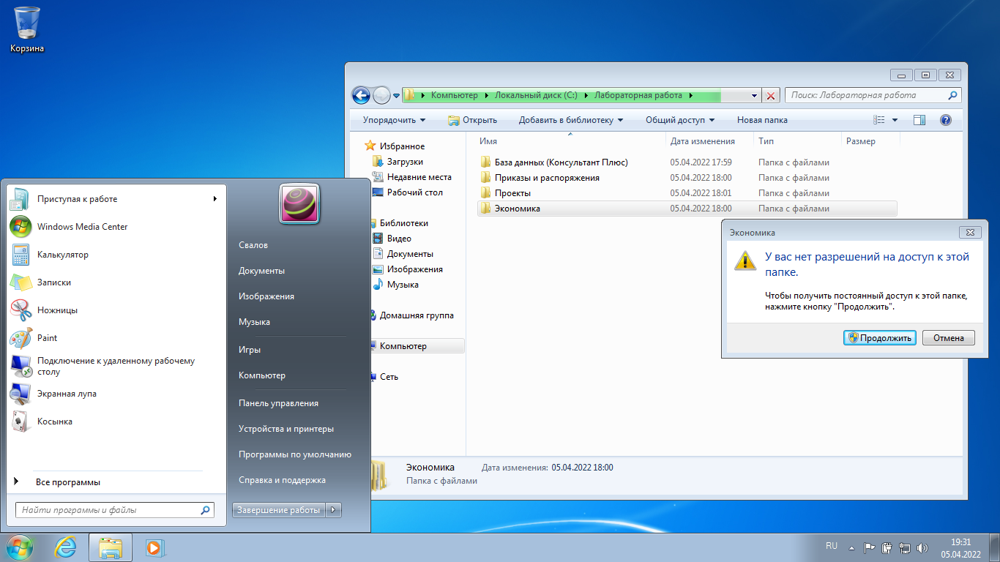 Корзина
Компьютер
Локальный диск (C:)
Лабораторная работа
Поиск: Лабораторная работа
Упорядочить
Открыть
Добавить в библиотеку
Общий доступ
Новая папка
Избранное
Загрузки
Недавние места
Рабочий стол
Библиотеки
Видео
Документы
Изображения
Музыка
Домашняя группа
Компьютер
Сеть
Имя Дата изменения Тип Размер
База данных (Консультант Плюс) 05.04.2022 17:59 Папка с файлами
Приказы и распоряжения 05.04.2022 18:00 Папка с файлами
Проекты 05.04.2022 18:01 Папка с файлами
Экономика 05.04.2022 18:00 Папка с файлами
Экономика Дата изменения: 05.04.2022 18:00
Папка с файлами
Экономика
У вас нет разрешений на доступ к этой
папке.
Чтобы получить постоянный доступ к этой папке,
нажмите кнопку "Продолжить".
Продолжить
Отмена
Приступая к работе
Windows Media Center
Калькулятор
Записки
Ножницы
Paint
Подключение к удаленному рабочему
столу
Экранная лупа
Косынка
Все программы
Найти программы и файлы
Свалов
Документы
Изображения
Музыка
Игры
Компьютер
Панель управления
Устройства и принтеры
Программы по умолчанию
Справка и поддержка
Завершение работы
RU
19:31
05.04.2022